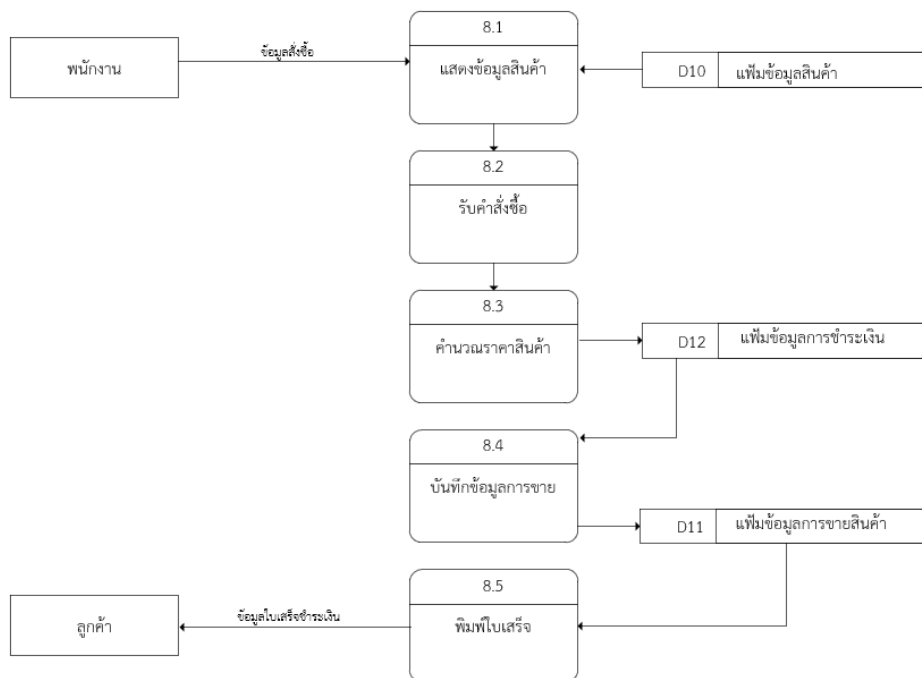 8.1
พนักงาน
ข้อมูลสั่งซื้อ
แสดงข้อมูลสินค้า
D10
แฟ้มข้อมูลสินค้า
8.2
รับคำสั่งซื้อ
8.3
คำนวณราคาสินค้า
D12
แฟ้มข้อมูลการชำระเงิน
8.4
บันทึกข้อมูลการขาย
D11
แฟ้มข้อมูลการขายสินค้า
8.5
ลูกค้า
ข้อมูลใบเสร็จชำระเงิน
พิมพ์ใบเสร็จ